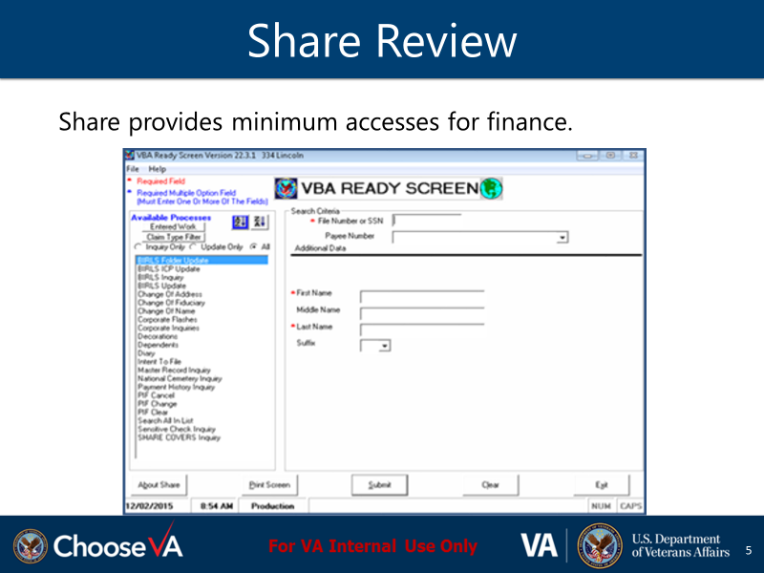 Share Review
Share provides minimum accesses for finance.
VBA Ready Screen Version 22.3.1 334 Lincoln
File Help
* Required Field
* Required Multiple Option Field
(Must Enter One Or More Of The Fields)
VBA READY SCREEN
Available Processes
Entered Work
Claim Type Filter
Inquiry Only Update Only All
BIRLS Folder Update
BIRLS ICP Update
BIRLS Inquiry
BIRLS Update
Change Of Address
Change Of Fiduciary
Change Of Name
Corporate Flashes
Corporate Inquiries
Decorations
Dependents
Diary
Intent To File
Master Record Inquiry
National Cemetery Inquiry
Payment History Inquiry
PIF Cancel
PIF Change
PIF Clear
Search All In List
Sensitive Check Inquiry
SHARE COVERS Inquiry
Search Criteria
* File Number or SSN
Payee Number
Additional Data
* First Name
Middle Name
* Last Name
Suffix
About Share Print Screen Submit Clear Exit
12/02/2015 8:54 AM Production NUM CAPS
Choose VA
For VA Internal Use Only
VA
U.S. Department
of Veterans Affairs
5